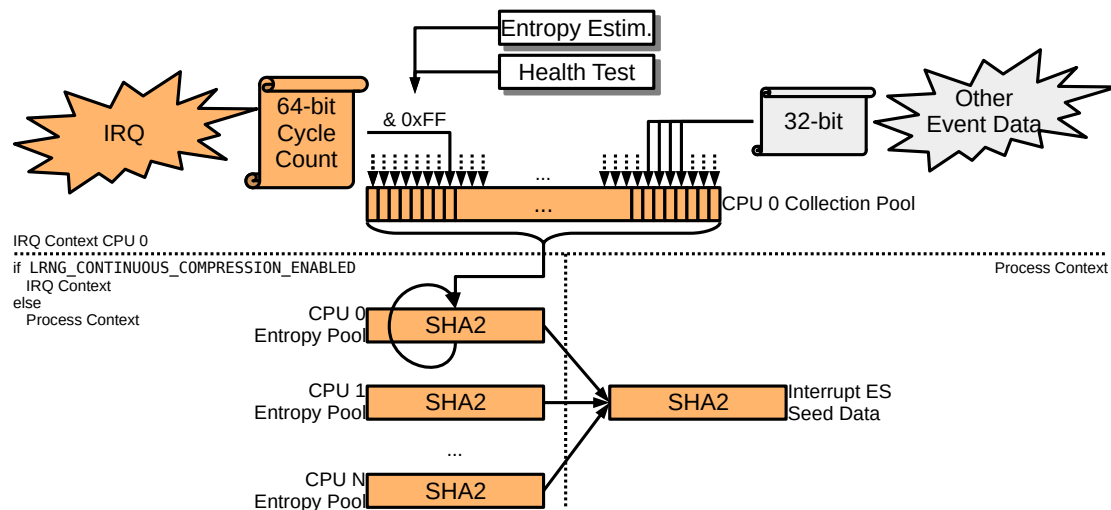 Entropy Estim.
Health Test
IRQ
64-bit
Cycle
Count
& 0xFF
32-bit
Other
Event Data
...
...
CPU 0 Collection Pool
IRQ Context CPU 0
if LRNG_CONTINUOUS_COMPRESSION_ENABLED
IRQ Context
else
Process Context
Process Context
CPU 0
Entropy Pool
SHA2
CPU 1
Entropy Pool
SHA2
SHA2
Interrupt ES
Seed Data
...
CPU N
Entropy Pool
SHA2